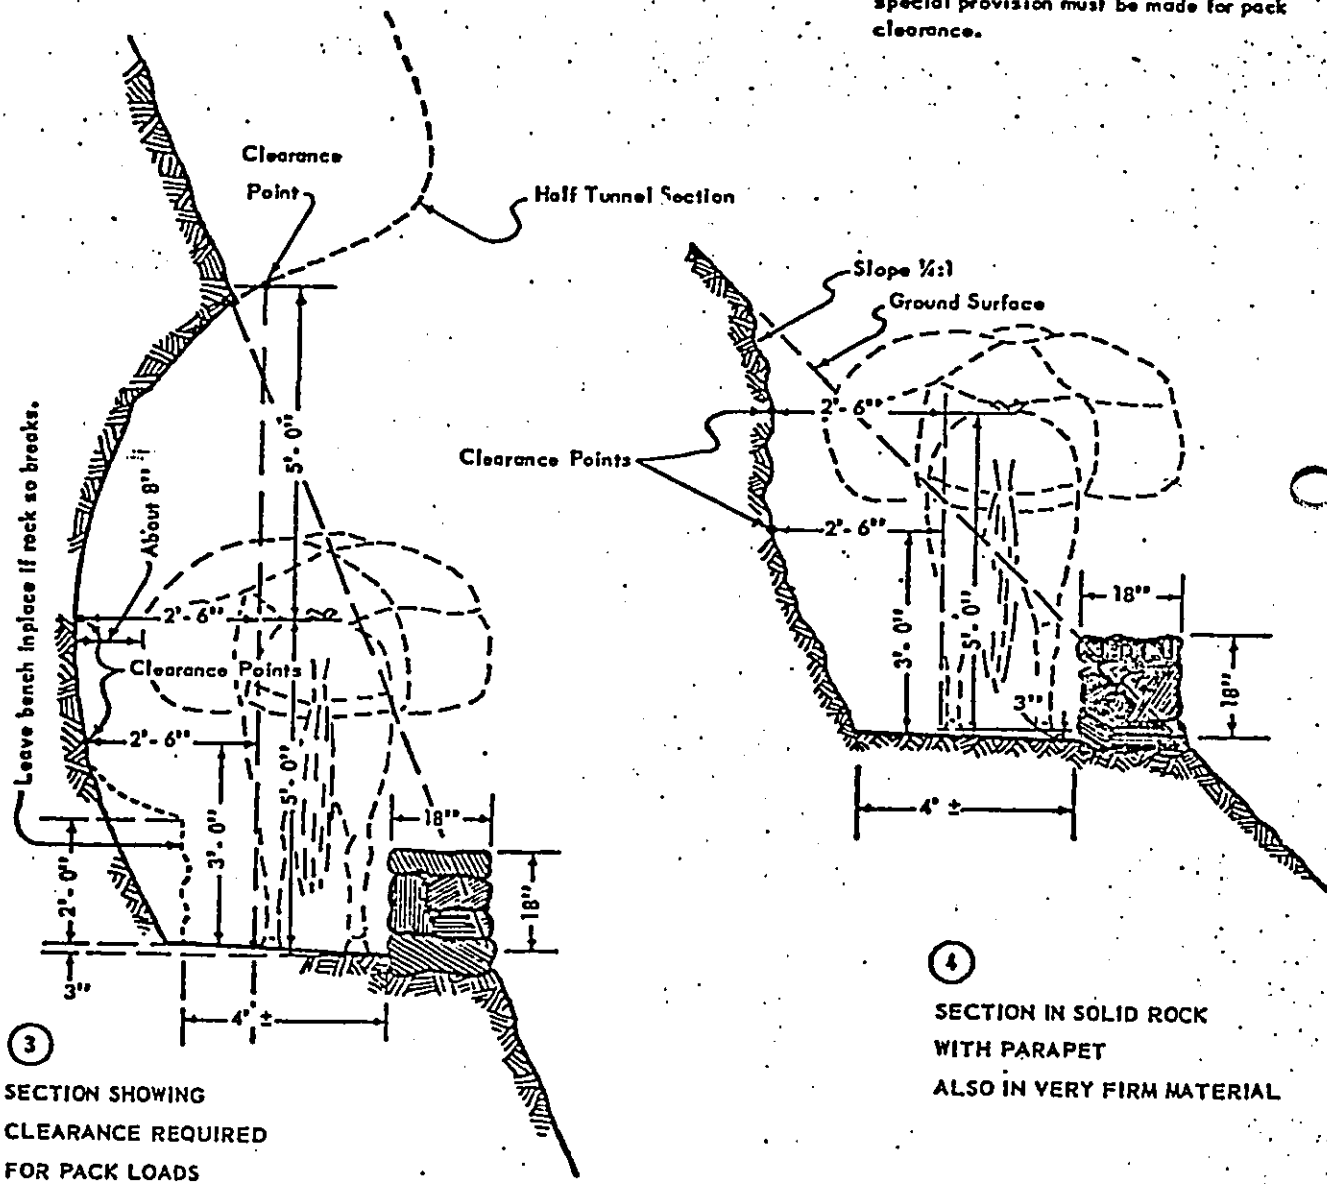 special provision must be made for pack
clearance.
Clearance
Point
Half Tunnel Section
5'- 0"
Leave bench inplace if rock so breaks.
About 8"
2'- 6"
Clearance Points
2'- 6"
5'- 0"
3'- 0"
18"
18"
2'- 0"
3"
4' ±
3
SECTION SHOWING
CLEARANCE REQUIRED
FOR PACK LOADS
Slope ¼:1
Ground Surface
2'- 6"
Clearance Points
2'- 6"
3'- 0"
5'- 0"
18"
18"
3"
4' ±
4
SECTION IN SOLID ROCK
WITH PARAPET
ALSO IN VERY FIRM MATERIAL